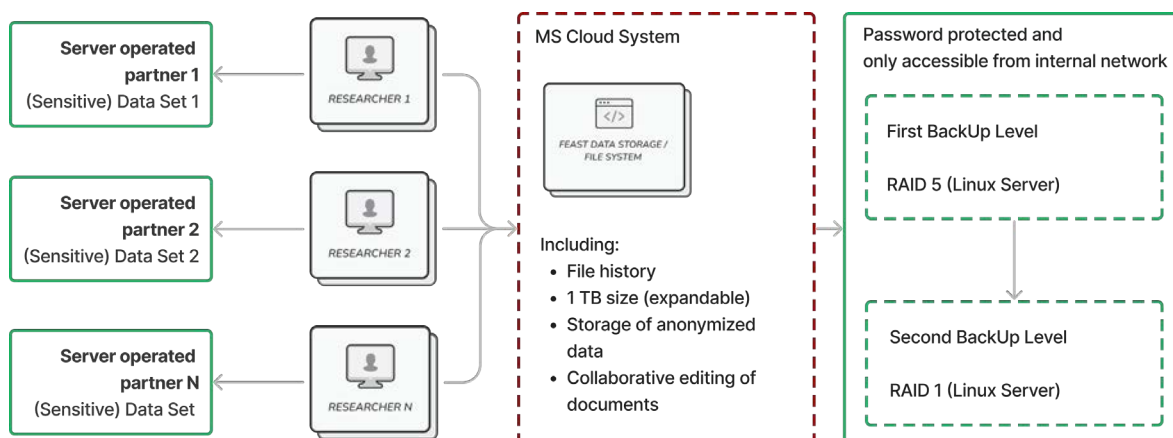 Server operated
partner 1
(Sensitive) Data Set 1
RESEARCHER 1
Server operated
partner 2
(Sensitive) Data Set 2
RESEARCHER 2
Server operated
partner N
(Sensitive) Data Set
RESEARCHER N
MS Cloud System
</>
FEAST DATA STORAGE /
FILE SYSTEM
Including:
• File history
• 1 TB size (expandable)
• Storage of anonymized
data
• Collaborative editing of
documents
Password protected and
only accessible from internal network
First BackUp Level
RAID 5 (Linux Server)
Second BackUp Level
RAID 1 (Linux Server)